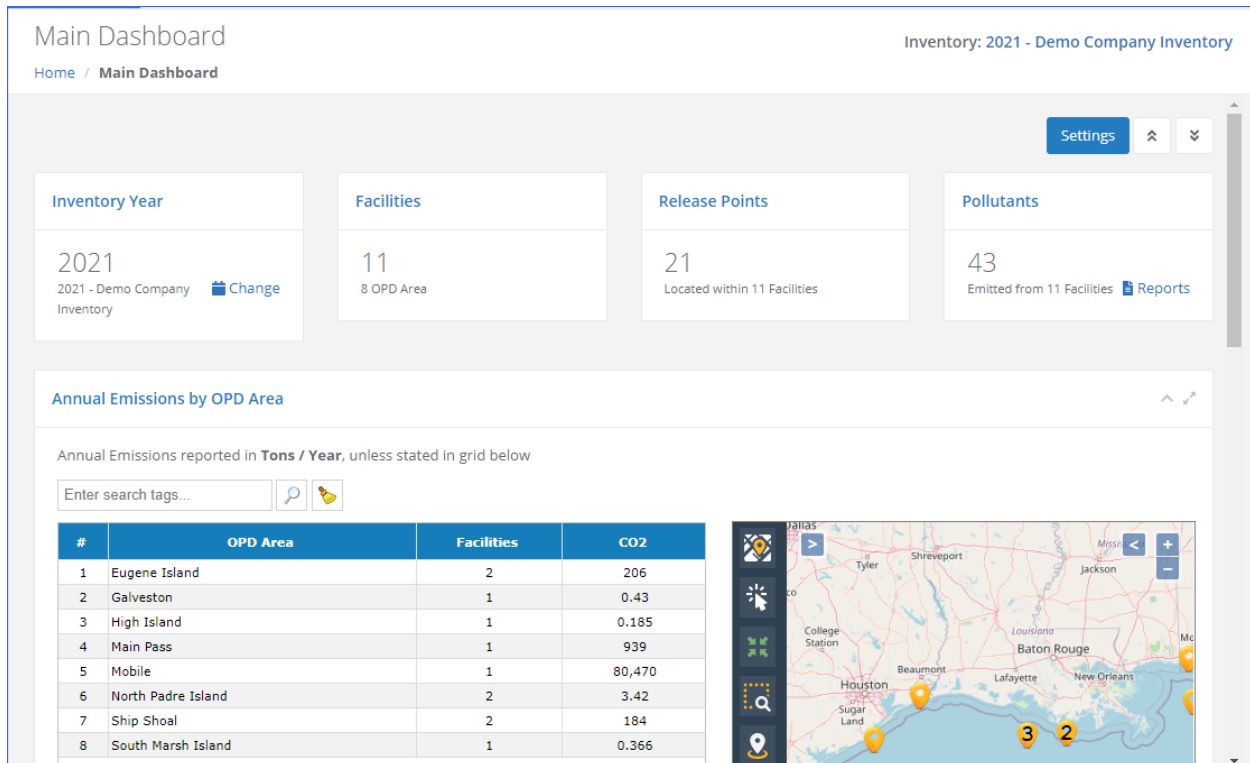 Main Dashboard
Inventory: 2021 - Demo Company Inventory
Home / Main Dashboard
Settings
Inventory Year
Facilities
Release Points
Pollutants
2021
2021 - Demo Company
Inventory
Change
11
8 OPD Area
21
Located within 11 Facilities
43
Emitted from 11 Facilities
Reports
Annual Emissions by OPD Area
Annual Emissions reported in Tons / Year, unless stated in grid below
Enter search tags...
# OPD Area Facilities CO2
1 Eugene Island 2 206
2 Galveston 1 0.43
3 High Island 1 0.185
4 Main Pass 1 939
5 Mobile 1 80,470
6 North Padre Island 2 3.42
7 Ship Shoal 2 184
8 South Marsh Island 1 0.366
Dallas
> < +
−
Shreveport
Tyler
Jackson
College
Station
Louisiana
Baton Rouge
Beaumont
Lafayette
New Orleans
Houston
Sugar
Land
3
2